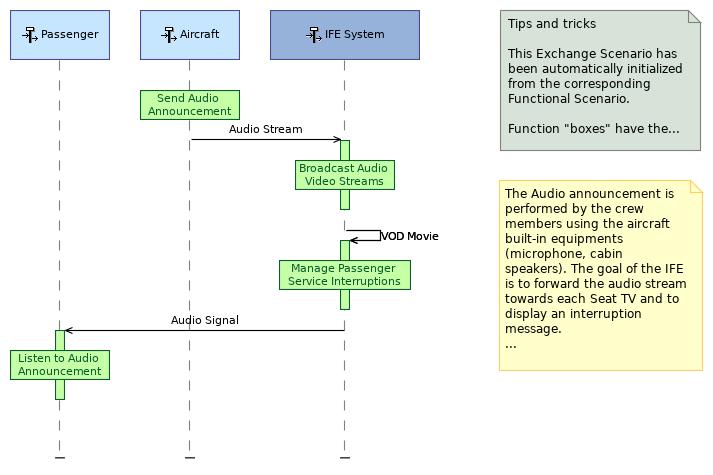 Passenger
Aircraft
IFE System
Send Audio
Announcement
Audio Stream
Broadcast Audio
Video Streams
VOD Movie
Manage Passenger
Service Interruptions
Audio Signal
Listen to Audio
Announcement
Tips and tricks
This Exchange Scenario has
been automatically initialized
from the corresponding
Functional Scenario.
Function "boxes" have the...
The Audio announcement is
performed by the crew
members using the aircraft
built-in equipments
(microphone, cabin
speakers). The goal of the IFE
is to forward the audio stream
towards each Seat TV and to
display an interruption
message.
...